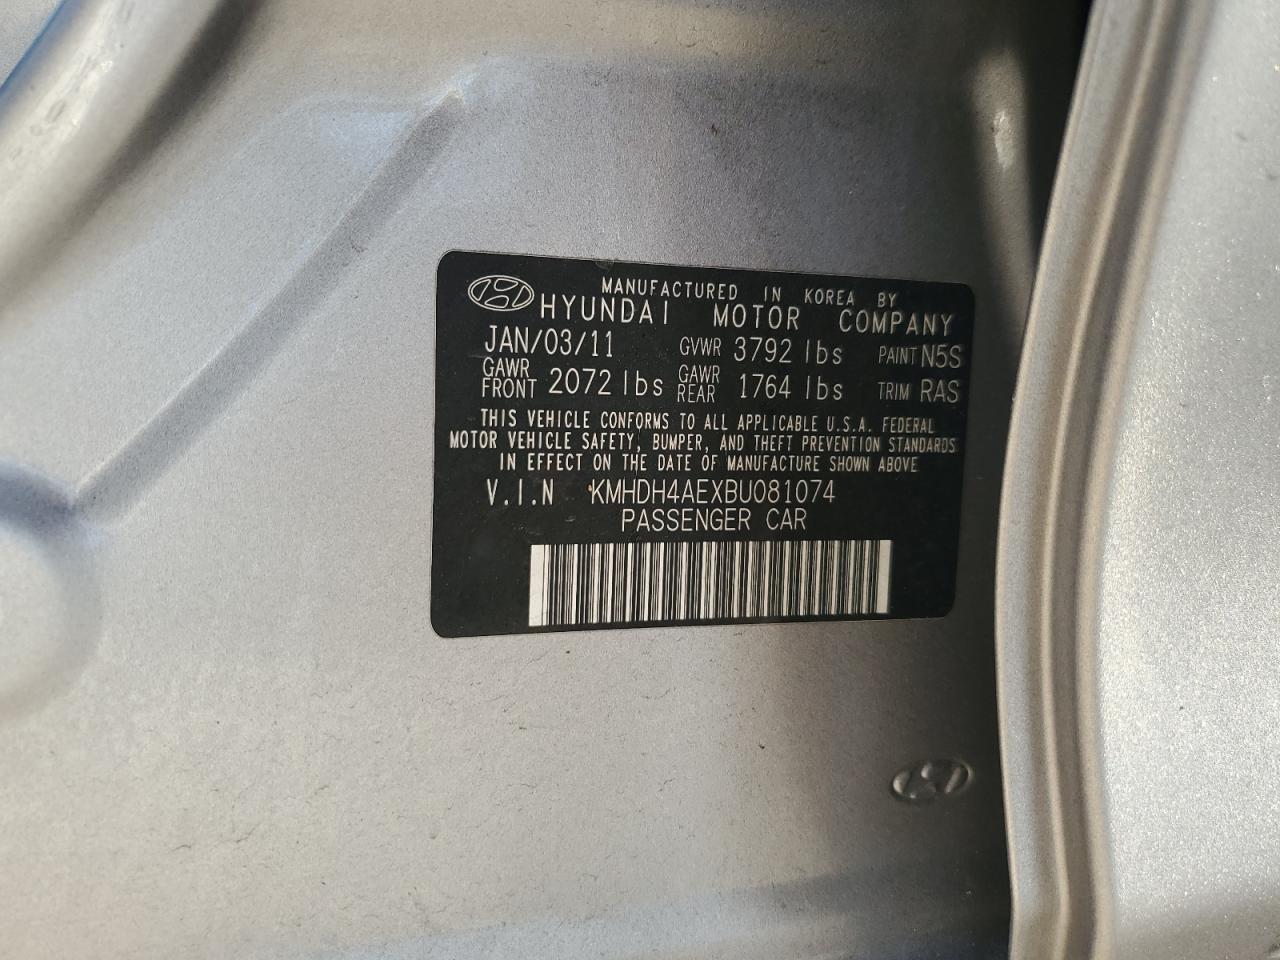 MANUFACTURED IN KOREA BY
HYUNDAI MOTOR COMPANY
JAN/03/11 GVWR 3792 lbs PAINT N5S
GAWR FRONT 2072 lbs GAWR REAR 1764 lbs TRIM RAS
THIS VEHICLE CONFORMS TO ALL APPLICABLE U.S.A. FEDERAL
MOTOR VEHICLE SAFETY, BUMPER, AND THEFT PREVENTION STANDARDS
IN EFFECT ON THE DATE OF MANUFACTURE SHOWN ABOVE
V.I.N KMHDH4AEXBU081074
PASSENGER CAR